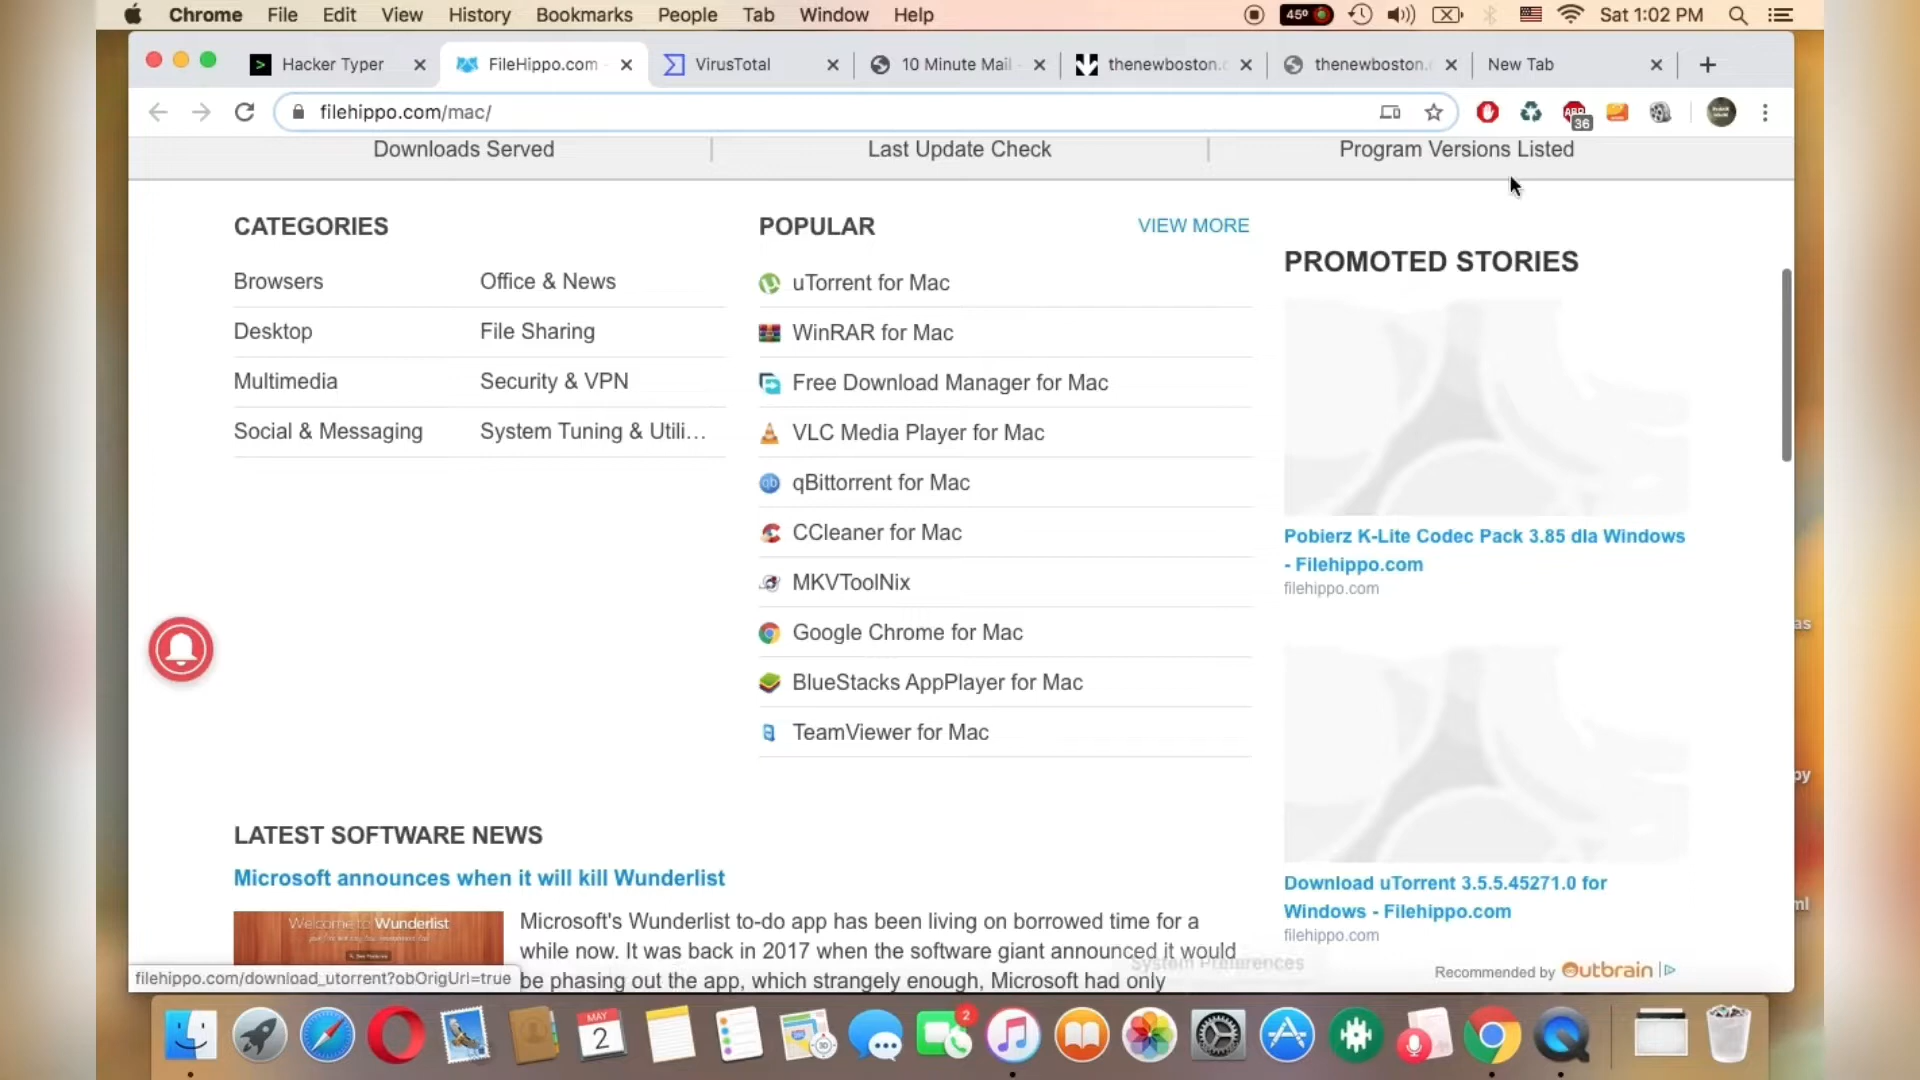 Chrome File Edit View History Bookmarks People Tab Window Help 45° Sat 1:02 PM
Hacker Typer FileHippo.com - VirusTotal 10 Minute Mail - thenewboston. thenewboston. New Tab
filehippo.com/mac/ ABP 36
Downloads Served Last Update Check Program Versions Listed
CATEGORIES
Browsers Office & News
Desktop File Sharing
Multimedia Security & VPN
Social & Messaging System Tuning & Utili...
POPULAR VIEW MORE
uTorrent for Mac
WinRAR for Mac
Free Download Manager for Mac
VLC Media Player for Mac
qBittorrent for Mac
CCleaner for Mac
MKVToolNix
Google Chrome for Mac
BlueStacks AppPlayer for Mac
TeamViewer for Mac
PROMOTED STORIES
Pobierz K-Lite Codec Pack 3.85 dla Windows
- Filehippo.com
filehippo.com
Download uTorrent 3.5.5.45271.0 for
Windows - Filehippo.com
filehippo.com
Recommended by Outbrain
LATEST SOFTWARE NEWS
Microsoft announces when it will kill Wunderlist
Welcome to Wunderlist
Microsoft's Wunderlist to-do app has been living on borrowed time for a
while now. It was back in 2017 when the software giant announced it would
be phasing out the app, which strangely enough, Microsoft had only
System Preferences
filehippo.com/download_utorrent?obOrigUrl=true
as
py
ml
MAY
2
30
2